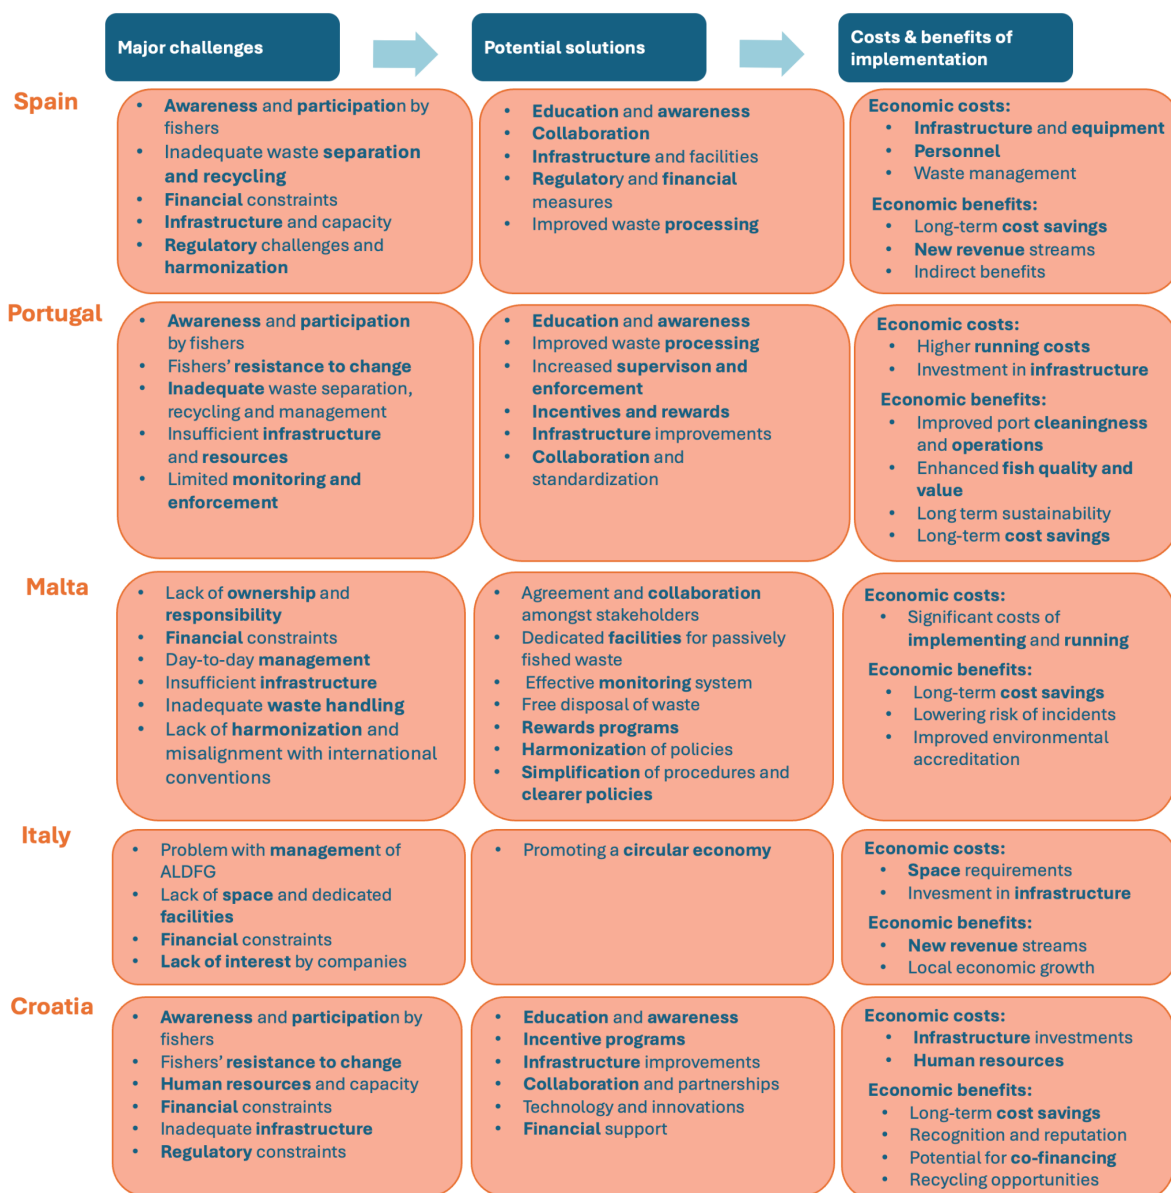 Major challenges
Potential solutions
Costs & benefits of
implementation
Spain
• Awareness and participation by
fishers
• Inadequate waste separation
and recycling
• Financial constraints
• Infrastructure and capacity
• Regulatory challenges and
harmonization
• Education and awareness
• Collaboration
• Infrastructure and facilities
• Regulatory and financial
measures
• Improved waste processing
Economic costs:
• Infrastructure and equipment
• Personnel
• Waste management
Economic benefits:
• Long-term cost savings
• New revenue streams
• Indirect benefits
Portugal
• Awareness and participation
by fishers
• Fishers' resistance to change
• Inadequate waste separation,
recycling and management
• Insufficient infrastructure
and resources
• Limited monitoring and
enforcement
• Education and awareness
• Improved waste processing
• Increased supervison and
enforcement
• Incentives and rewards
• Infrastructure improvements
• Collaboration and
standardization
Economic costs:
• Higher running costs
• Investment in infrastructure
Economic benefits:
• Improved port cleaningness
and operations
• Enhanced fish quality and
value
• Long term sustainability
• Long-term cost savings
Malta
• Lack of ownership and
responsibility
• Financial constraints
• Day-to-day management
• Insufficient infrastructure
• Inadequate waste handling
• Lack of harmonization and
misalignment with international
conventions
• Agreement and collaboration
amongst stakeholders
• Dedicated facilities for passively
fished waste
• Effective monitoring system
• Free disposal of waste
• Rewards programs
• Harmonization of policies
• Simplification of procedures and
clearer policies
Economic costs:
• Significant costs of
implementing and running
Economic benefits:
• Long-term cost savings
• Lowering risk of incidents
• Improved environmental
accreditation
Italy
• Problem with management of
ALDFG
• Lack of space and dedicated
facilities
• Financial constraints
• Lack of interest by companies
• Promoting a circular economy
Economic costs:
• Space requirements
• Invesment in infrastructure
Economic benefits:
• New revenue streams
• Local economic growth
Croatia
• Awareness and participation by
fishers
• Fishers' resistance to change
• Human resources and capacity
• Financial constraints
• Inadequate infrastructure
• Regulatory constraints
• Education and awareness
• Incentive programs
• Infrastructure improvements
• Collaboration and partnerships
• Technology and innovations
• Financial support
Economic costs:
• Infrastructure investments
• Human resources
Economic benefits:
• Long-term cost savings
• Recognition and reputation
• Potential for co-financing
• Recycling opportunities